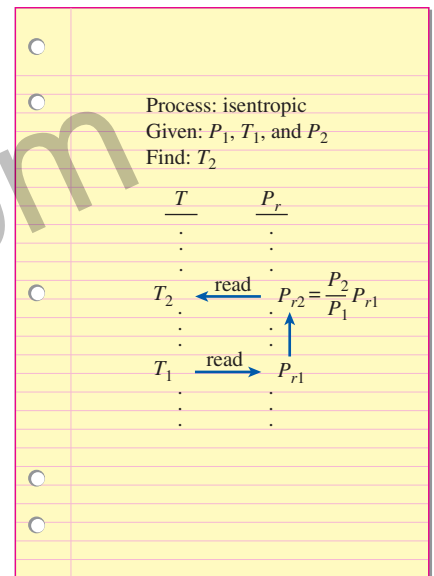 Process: isentropic
Given: P₁, T₁, and P₂
Find: T₂
T Pᵣ
. .
. .
. .
T₂ read Pᵣ₂ = P₂/P₁ Pᵣ₁
. .
. .
. .
T₁ read Pᵣ₁
. .
. .
. .